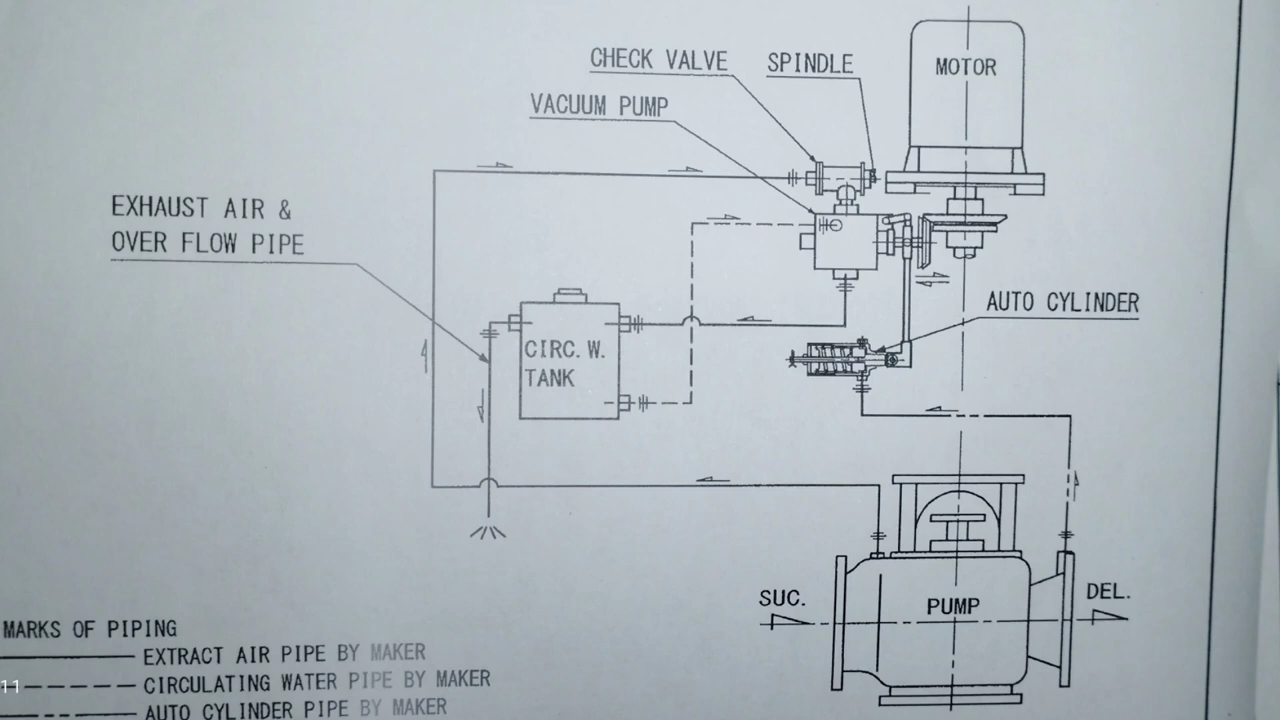 CHECK VALVE
SPINDLE
MOTOR
VACUUM PUMP
EXHAUST AIR &
OVER FLOW PIPE
AUTO CYLINDER
CIRC. W.
TANK
SUC.
PUMP
DEL.
MARKS OF PIPING
EXTRACT AIR PIPE BY MAKER
11
CIRCULATING WATER PIPE BY MAKER
AUTO CYLINDER PIPE BY MAKER